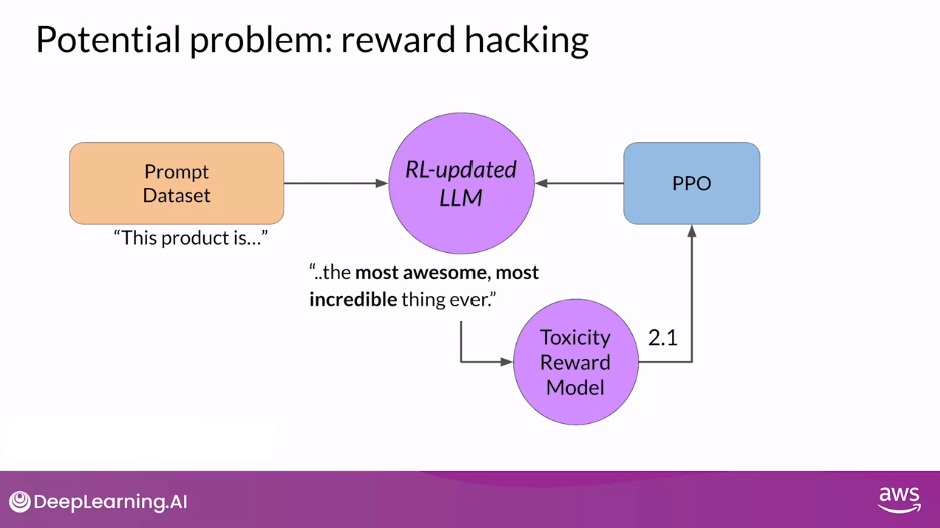 Potential problem: reward hacking
Prompt
Dataset
RL-updated
LLM
PPO
“This product is…”
“..the most awesome, most
incredible thing ever.”
Toxicity
Reward
Model
2.1
DeepLearning.AI
aws